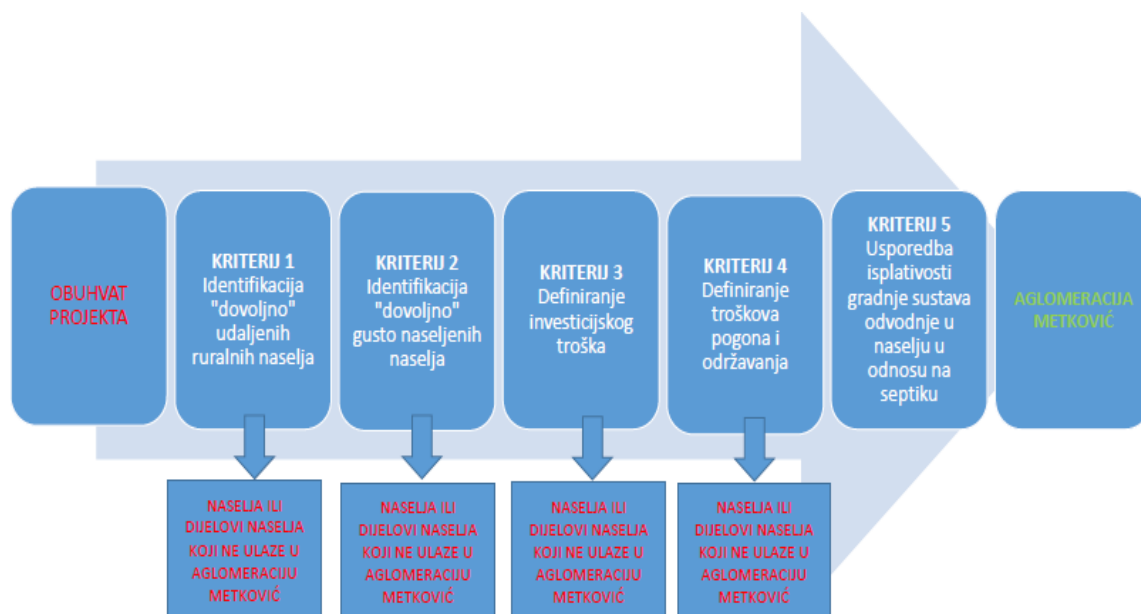 OBUHVAT
PROJEKTA
KRITERIJ 1
Identifikacija
"dovoljno"
udaljenih
ruralnih naselja
KRITERIJ 2
Identifikacija
"dovoljno"
gusto naseljenih
naselja
KRITERIJ 3
Definiranje
investicijskog
troška
KRITERIJ 4
Definiranje
troškova
pogona i
održavanja
KRITERIJ 5
Usporedba
isplativosti
gradnje sustava
odvodnje u
naselju u
odnosu na
septiku
AGLOMERACIJA
METKOVIĆ
NASELJA ILI
DIJELOVI NASELJA
KOJI NE ULAZE U
AGLOMERACIJU
METKOVIĆ
NASELJA ILI
DIJELOVI NASELJA
KOJI NE ULAZE U
AGLOMERACIJU
METKOVIĆ
NASELJA ILI
DIJELOVI NASELJA
KOJI NE ULAZE U
AGLOMERACIJU
METKOVIĆ
NASELJA ILI
DIJELOVI NASELJA
KOJI NE ULAZE U
AGLOMERACIJU
METKOVIĆ